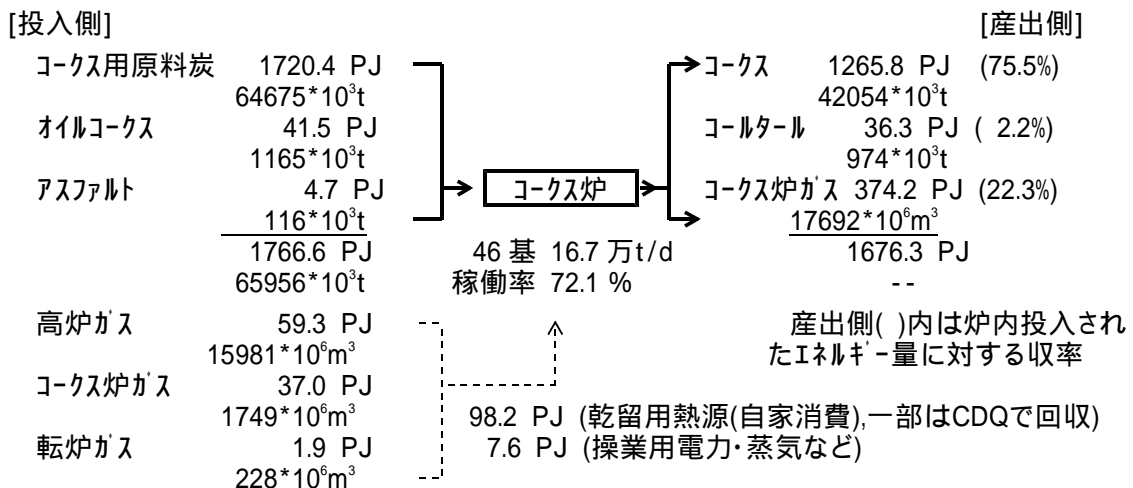 [投入側] [産出側]
ｺｰｸｽ用原料炭 1720.4 PJ ｺｰｸｽ 1265.8 PJ (75.5%)
64675*10³t 42054*10³t
ｵｲﾙｺｰｸｽ 41.5 PJ ｺｰﾙﾀｰﾙ 36.3 PJ ( 2.2%)
1165*10³t 974*10³t
ｱｽﾌｧﾙﾄ 4.7 PJ ｺｰｸｽ炉 ｺｰｸｽ炉ｶﾞｽ 374.2 PJ (22.3%)
116*10³t 17692*10⁶m³
1766.6 PJ 46 基 16.7 万t/d 1676.3 PJ
65956*10³t 稼働率 72.1 % --
高炉ｶﾞｽ 59.3 PJ 産出側( )内は炉内投入され
15981*10⁶m³ たｴﾈﾙｷﾞｰ量に対する収率
ｺｰｸｽ炉ｶﾞｽ 37.0 PJ
1749*10⁶m³ 98.2 PJ (乾留用熱源(自家消費),一部はCDQで回収)
転炉ｶﾞｽ 1.9 PJ 7.6 PJ (操業用電力･蒸気など)
228*10⁶m³